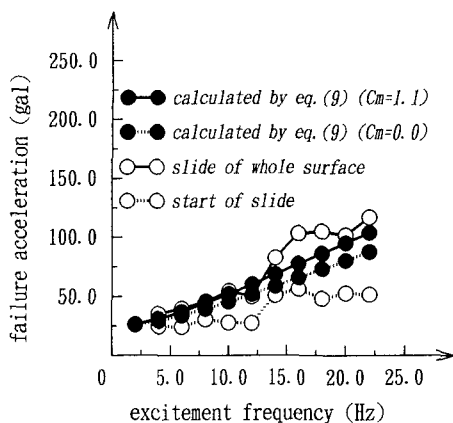 250.0
200.0
calculated by eq.(9) (Cm=1.1)
calculated by eq.(9) (Cm=0.0)
slide of whole surface
150.0
start of slide
100.0
50.0
failure acceleration (gal)
0 5.0 10.0 15.0 20.0 25.0
excitement frequency (Hz)